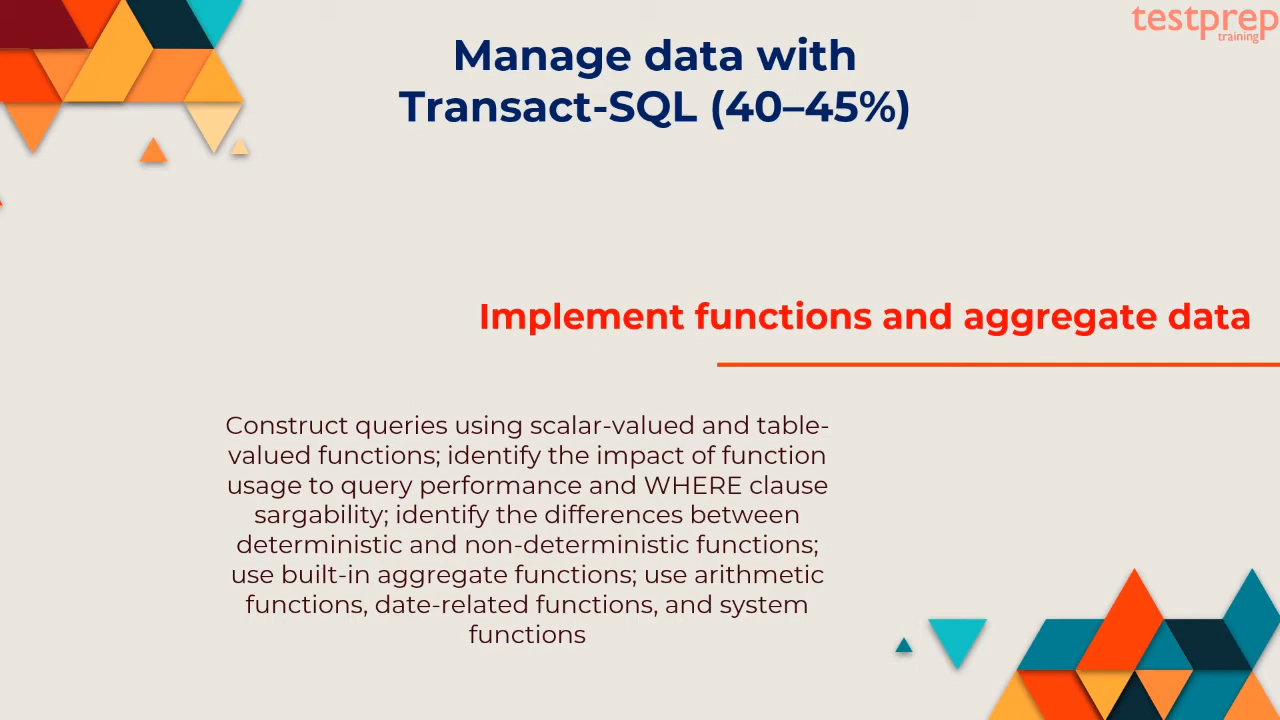 testprep
training
Manage data with
Transact-SQL (40–45%)
Implement functions and aggregate data
Construct queries using scalar-valued and table-
valued functions; identify the impact of function
usage to query performance and WHERE clause
sargability; identify the differences between
deterministic and non-deterministic functions;
use built-in aggregate functions; use arithmetic
functions, date-related functions, and system
functions